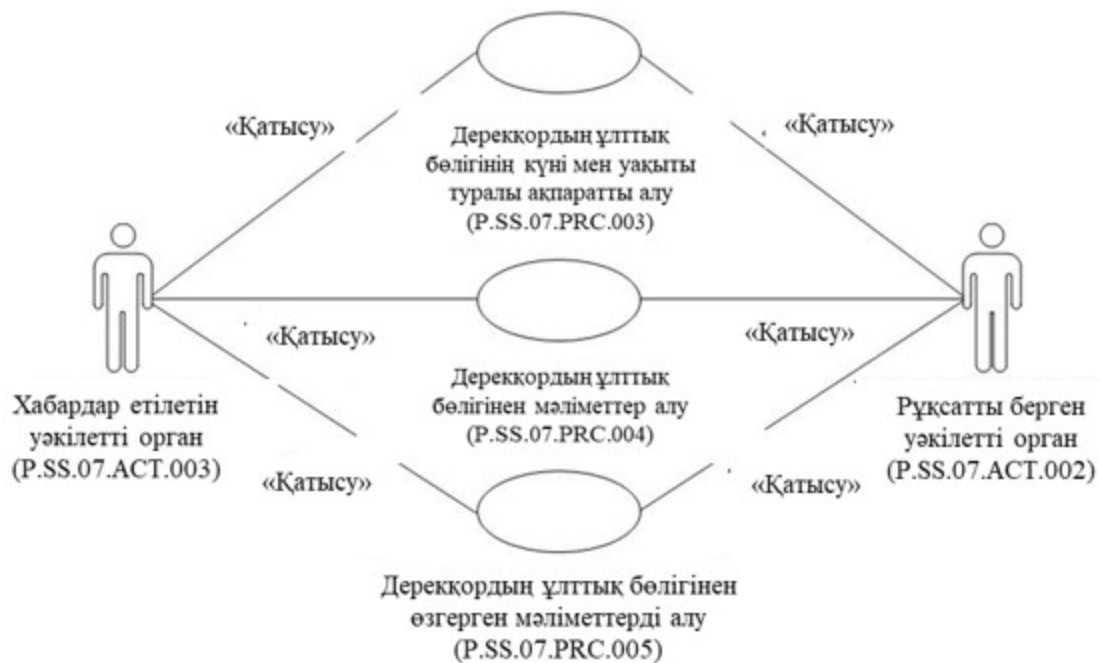 «Қатысу»
«Қатысу»
Дерекқордың ұлттық
бөлігінің күні мен уақыты
туралы ақпаратты алу
(P.SS.07.PRC.003)
«Қатысу»
«Қатысу»
Дерекқордың ұлттық
бөлігінен мәліметтер алу
(P.SS.07.PRC.004)
Хабардар етілетін
уәкілетті орган
(P.SS.07.ACT.003)
Рұқсатты берген
уәкілетті орган
(P.SS.07.ACT.002)
«Қатысу»
«Қатысу»
Дерекқордың ұлттық бөлігінен
өзгерген мәліметтерді алу
(P.SS.07.PRC.005)